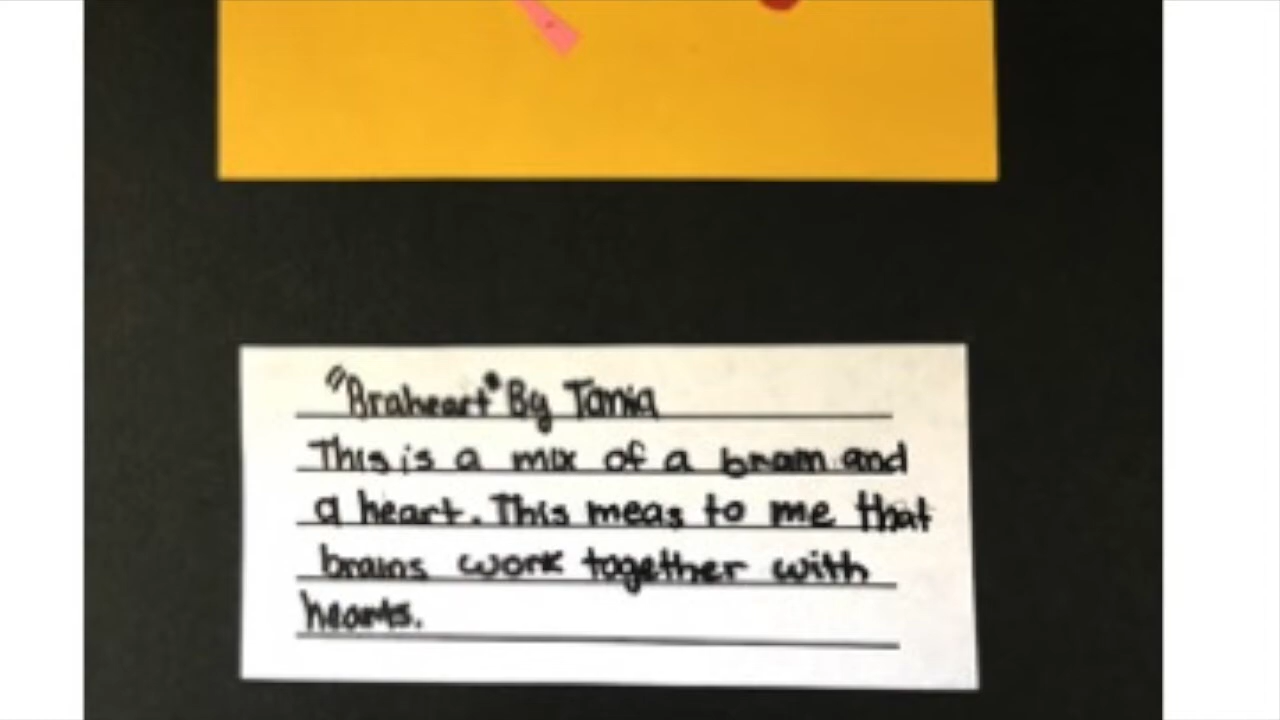 "Braheart" By Tania
This is a mix of a brain and
a heart. This meas to me that
brains work together with
hearts.